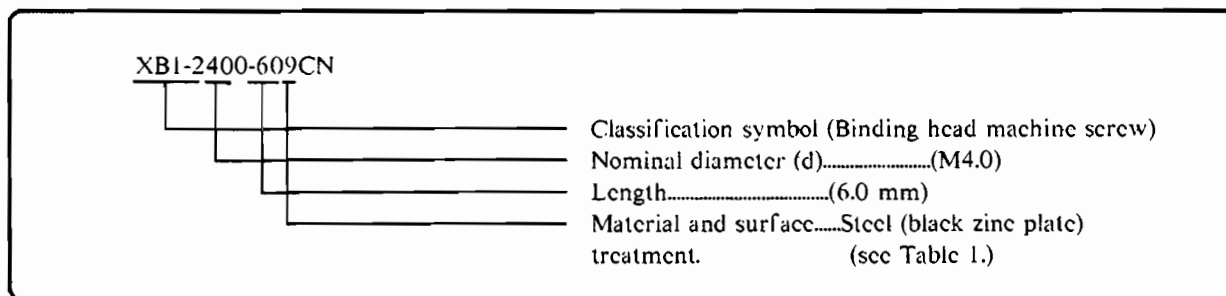 XB1-2400-609CN
Classification symbol (Binding head machine screw)
Nominal diameter (d)........................(M4.0)
Length....................................(6.0 mm)
Material and surface......Steel (black zinc plate)
treatment. (see Table 1.)